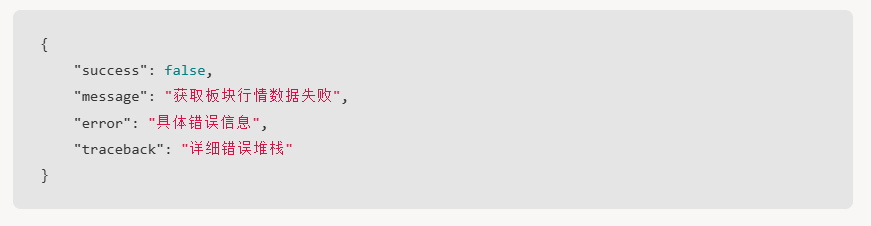 {
    "success": false,
    "message": "获取板块行情数据失败",
    "error": "具体错误信息",
    "traceback": "详细错误堆栈"
}